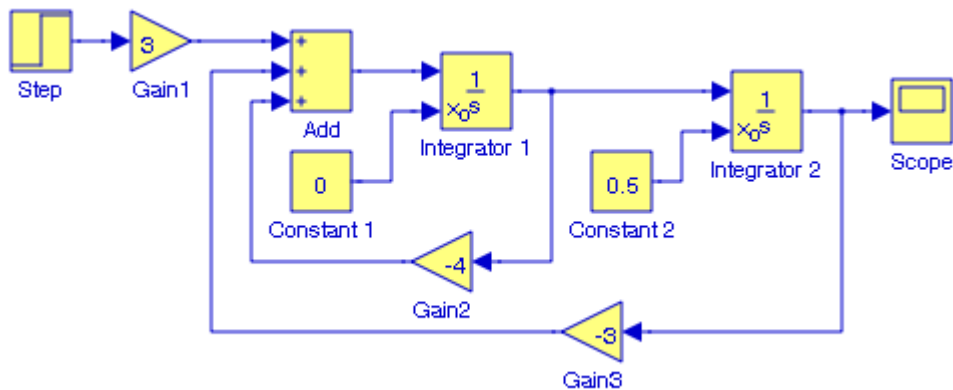 Step
3
Gain1
+
+
+
Add
1
x₀s
Integrator 1
0
Constant 1
-4
Gain2
1
x₀s
Integrator 2
0.5
Constant 2
-3
Gain3
Scope